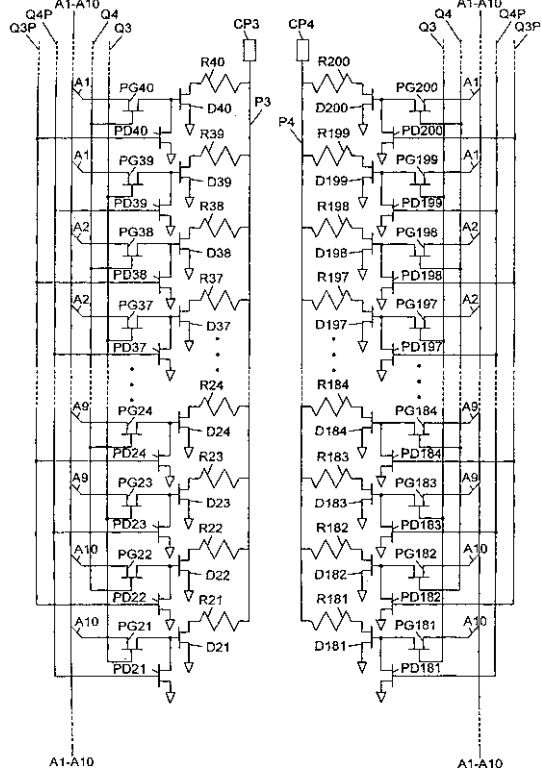 A1-A10 A1-A10
Q4P Q4 CP3 CP4 Q4 Q4P
Q3P Q3 Q3 Q3P
R40 R200
A1 PG40 P3 P4 PG200 A1
D40 D200
PD40 R39 R199 PD200
A1 PG39 PG199 A1
D39 D199
PD39 R38 R198 PD199
A2 PG38 PG198 A2
D38 D198
PD38 R37 R197 PD198
A2 PG37 PG197 A2
D37 D197
PD37 PD197
R24 R184
A9 PG24 PG184 A9
D24 D184
PD24 R23 R183 PD184
A9 PG23 PG183 A9
D23 D183
PD23 R22 R182 PD183
A10 PG22 PG182 A10
D22 D182
PD22 R21 R181 PD182
A10 PG21 PG181 A10
D21 D181
PD21 PD181
A1-A10 A1-A10